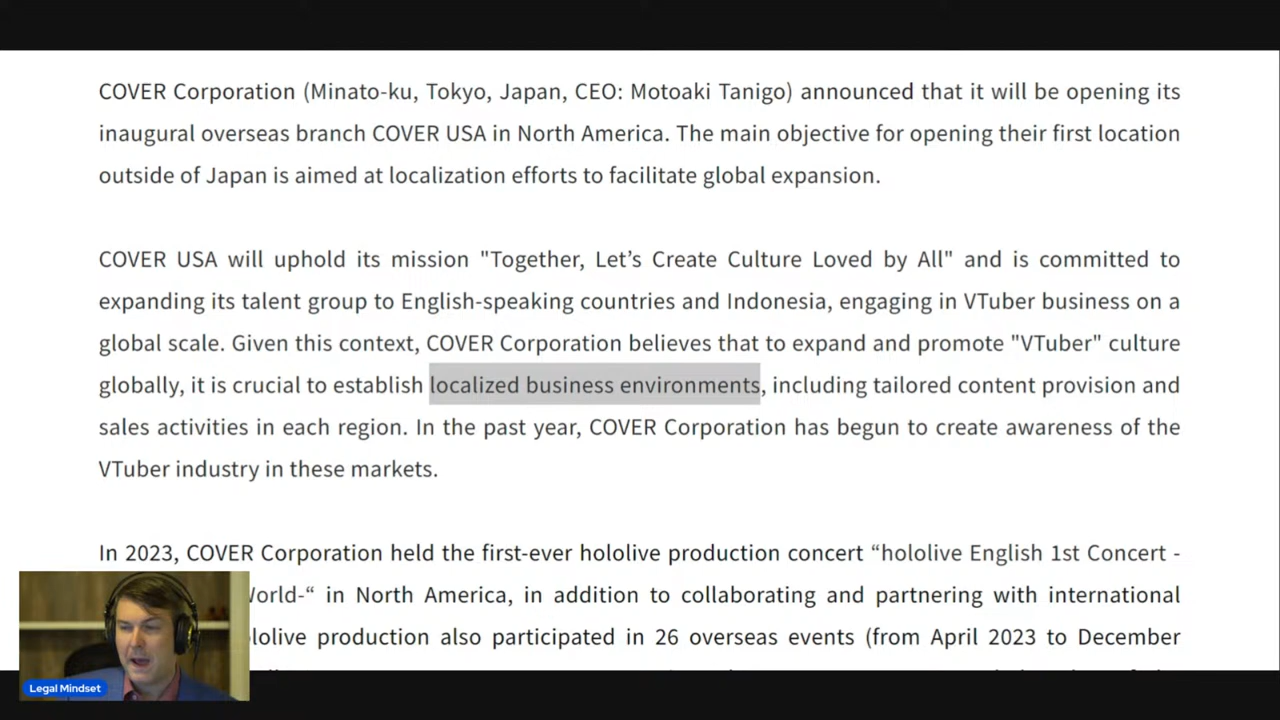 COVER Corporation (Minato-ku, Tokyo, Japan, CEO: Motoaki Tanigo) announced that it will be opening its
inaugural overseas branch COVER USA in North America. The main objective for opening their first location
outside of Japan is aimed at localization efforts to facilitate global expansion.
COVER USA will uphold its mission "Together, Let’s Create Culture Loved by All" and is committed to
expanding its talent group to English-speaking countries and Indonesia, engaging in VTuber business on a
global scale. Given this context, COVER Corporation believes that to expand and promote "VTuber" culture
globally, it is crucial to establish localized business environments, including tailored content provision and
sales activities in each region. In the past year, COVER Corporation has begun to create awareness of the
VTuber industry in these markets.
In 2023, COVER Corporation held the first-ever hololive production concert “hololive English 1st Concert -
World-“ in North America, in addition to collaborating and partnering with international
ololive production also participated in 26 overseas events (from April 2023 to December
Legal Mindset